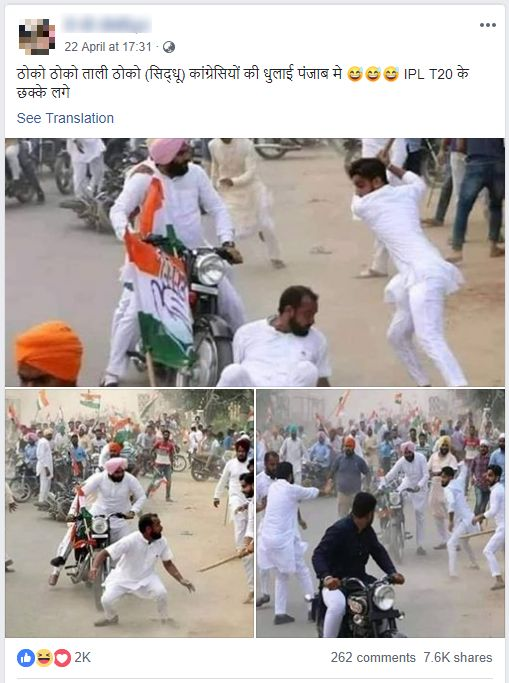 22 April at 17:31 ·
ठोको ठोको ताली ठोको (सिद्धू) कांग्रेसियों की धुलाई पंजाब मे 😅😅😅 IPL T20 के
छक्के लगे
See Translation
2K
262 comments 7.6K shares